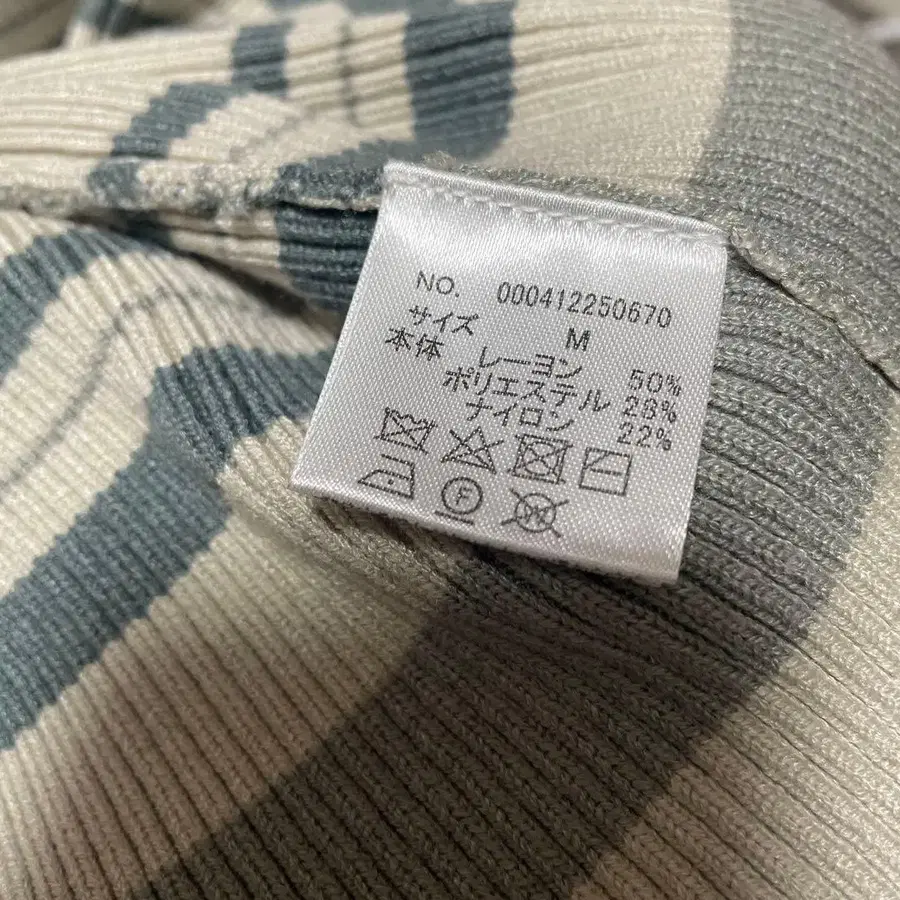 NO. 000412250670
サイズ M
本体 レーヨン 50%
ポリエステル 28%
ナイロン 22%
F
W